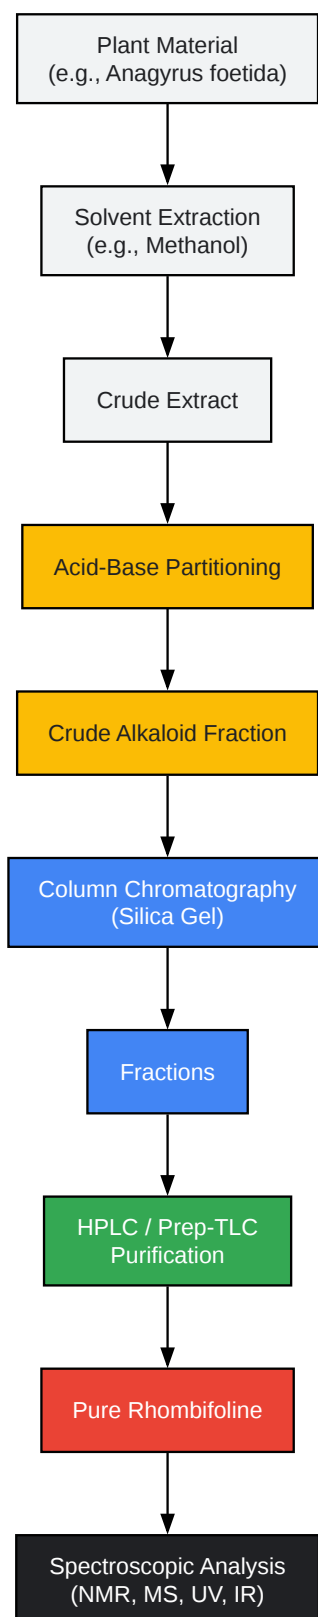 Plant Material
(e.g., Anagyrus foetida)
Solvent Extraction
(e.g., Methanol)
Crude Extract
Acid-Base Partitioning
Crude Alkaloid Fraction
Column Chromatography
(Silica Gel)
Fractions
HPLC / Prep-TLC
Purification
Pure Rhombifoline
Spectroscopic Analysis
(NMR, MS, UV, IR)